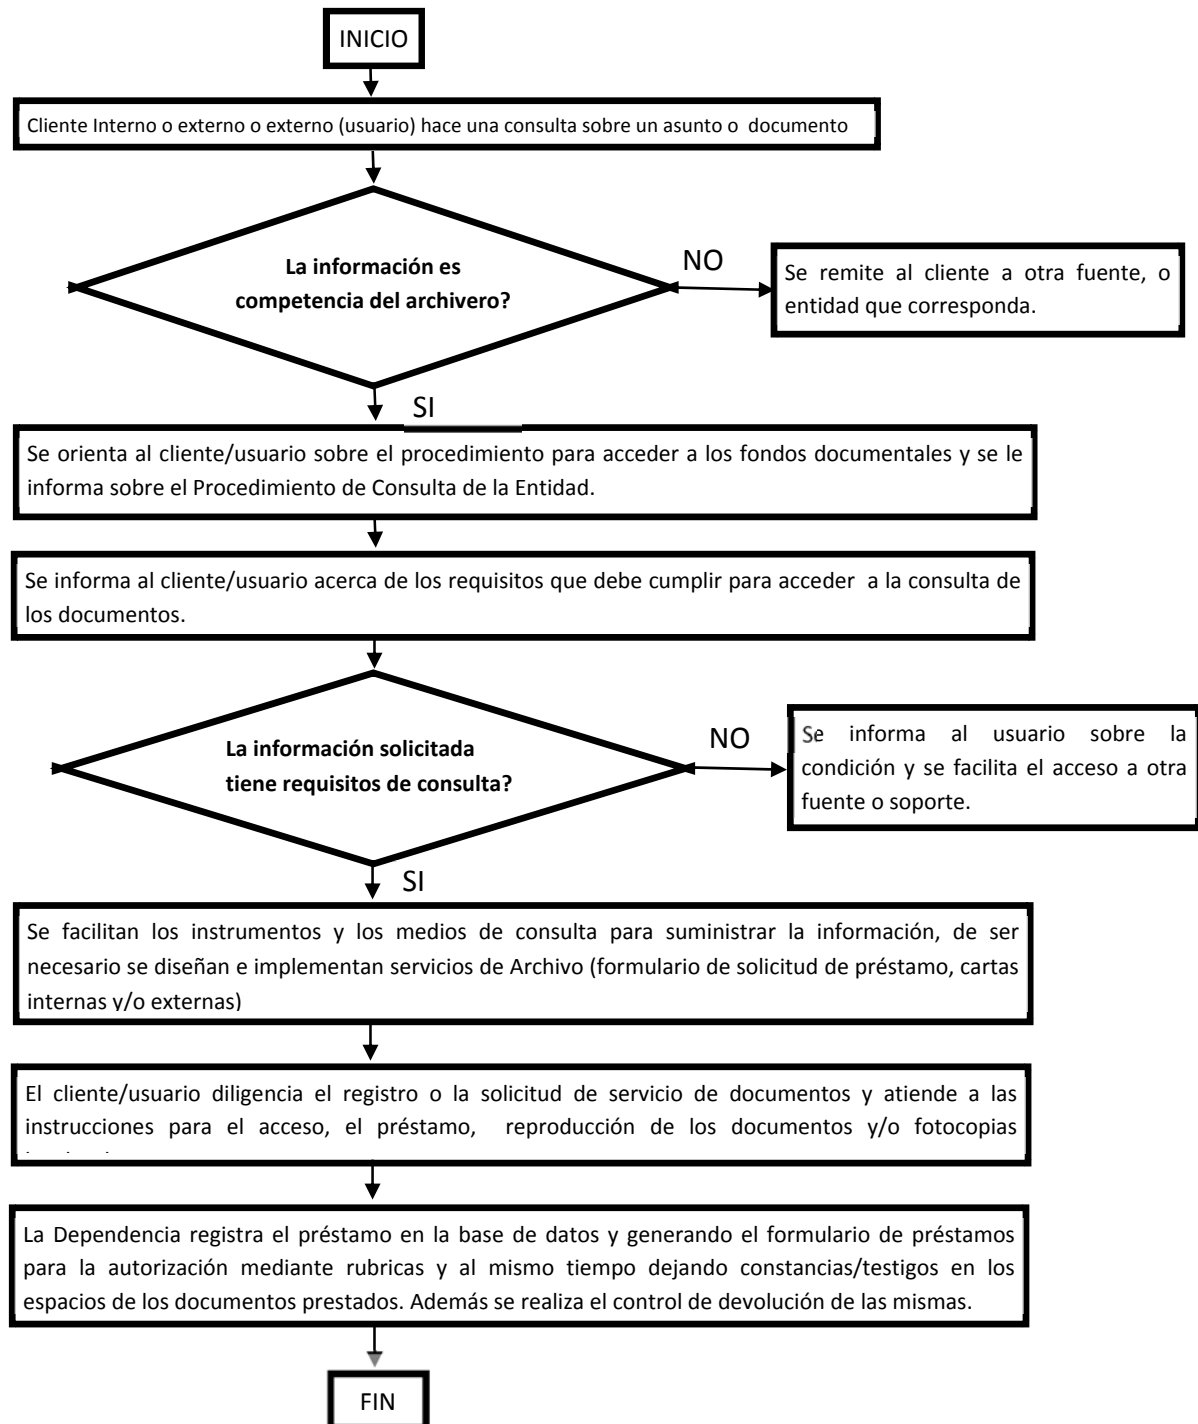 INICIO
Cliente Interno o externo o externo (usuario) hace una consulta sobre un asunto o documento
La información es
competencia del archivero?
NO
Se remite al cliente a otra fuente, o
entidad que corresponda.
SI
Se orienta al cliente/usuario sobre el procedimiento para acceder a los fondos documentales y se le
informa sobre el Procedimiento de Consulta de la Entidad.
Se informa al cliente/usuario acerca de los requisitos que debe cumplir para acceder a la consulta de
los documentos.
La información solicitada
tiene requisitos de consulta?
NO
Se informa al usuario sobre la
condición y se facilita el acceso a otra
fuente o soporte.
SI
Se facilitan los instrumentos y los medios de consulta para suministrar la información, de ser
necesario se diseñan e implementan servicios de Archivo (formulario de solicitud de préstamo, cartas
internas y/o externas)
El cliente/usuario diligencia el registro o la solicitud de servicio de documentos y atiende a las
instrucciones para el acceso, el préstamo, reproducción de los documentos y/o fotocopias
La Dependencia registra el préstamo en la base de datos y generando el formulario de préstamos
para la autorización mediante rubricas y al mismo tiempo dejando constancias/testigos en los
espacios de los documentos prestados. Además se realiza el control de devolución de las mismas.
FIN